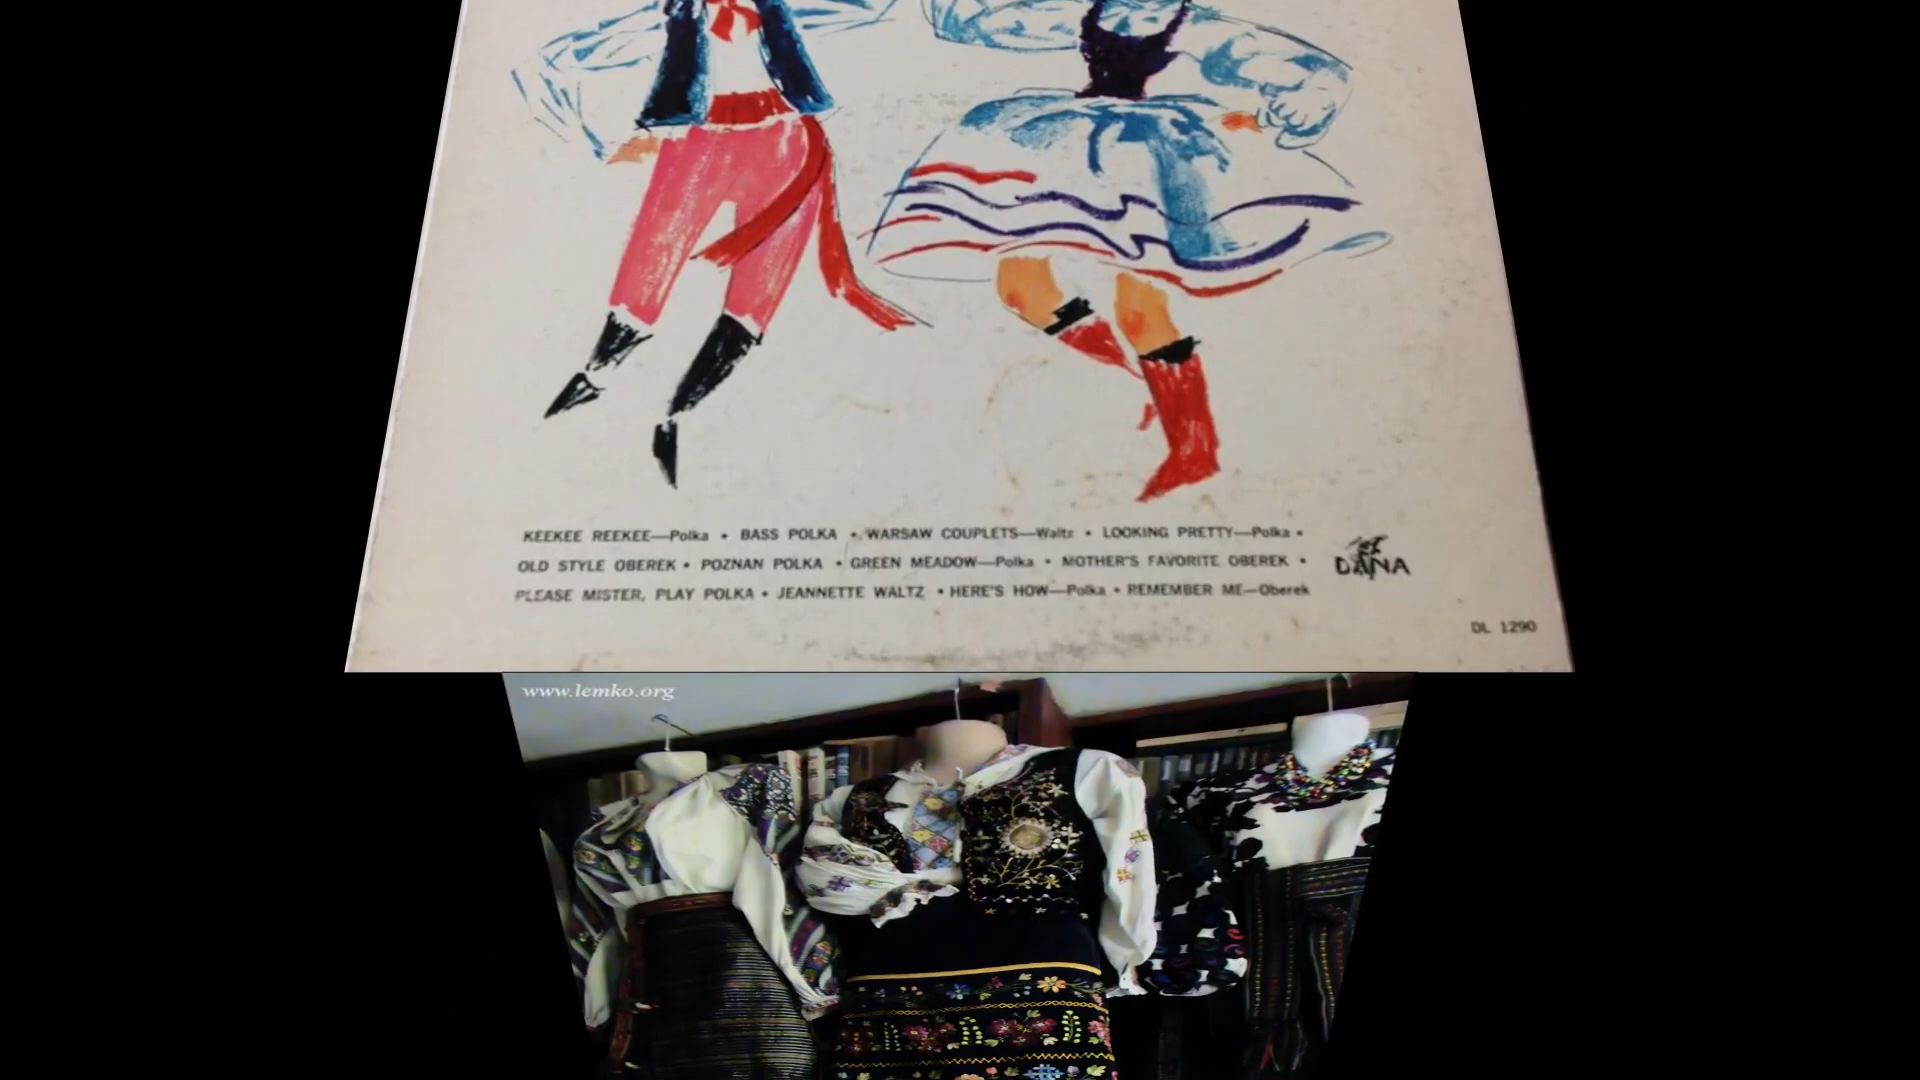 KEEKEE REEKEE—Polka • BASS POLKA • WARSAW COUPLETS—Waltz • LOOKING PRETTY—Polka •
OLD STYLE OBEREK • POZNAN POLKA • GREEN MEADOW—Polka • MOTHER'S FAVORITE OBEREK •
PLEASE MISTER, PLAY POLKA • JEANNETTE WALTZ • HERE'S HOW—Polka • REMEMBER ME—Oberek
DANA
DL 1290
www.lemko.org